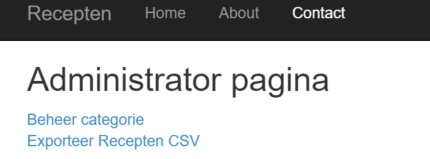 Recepten Home About Contact
Administrator pagina
Beheer categorie
Exporteer Recepten CSV